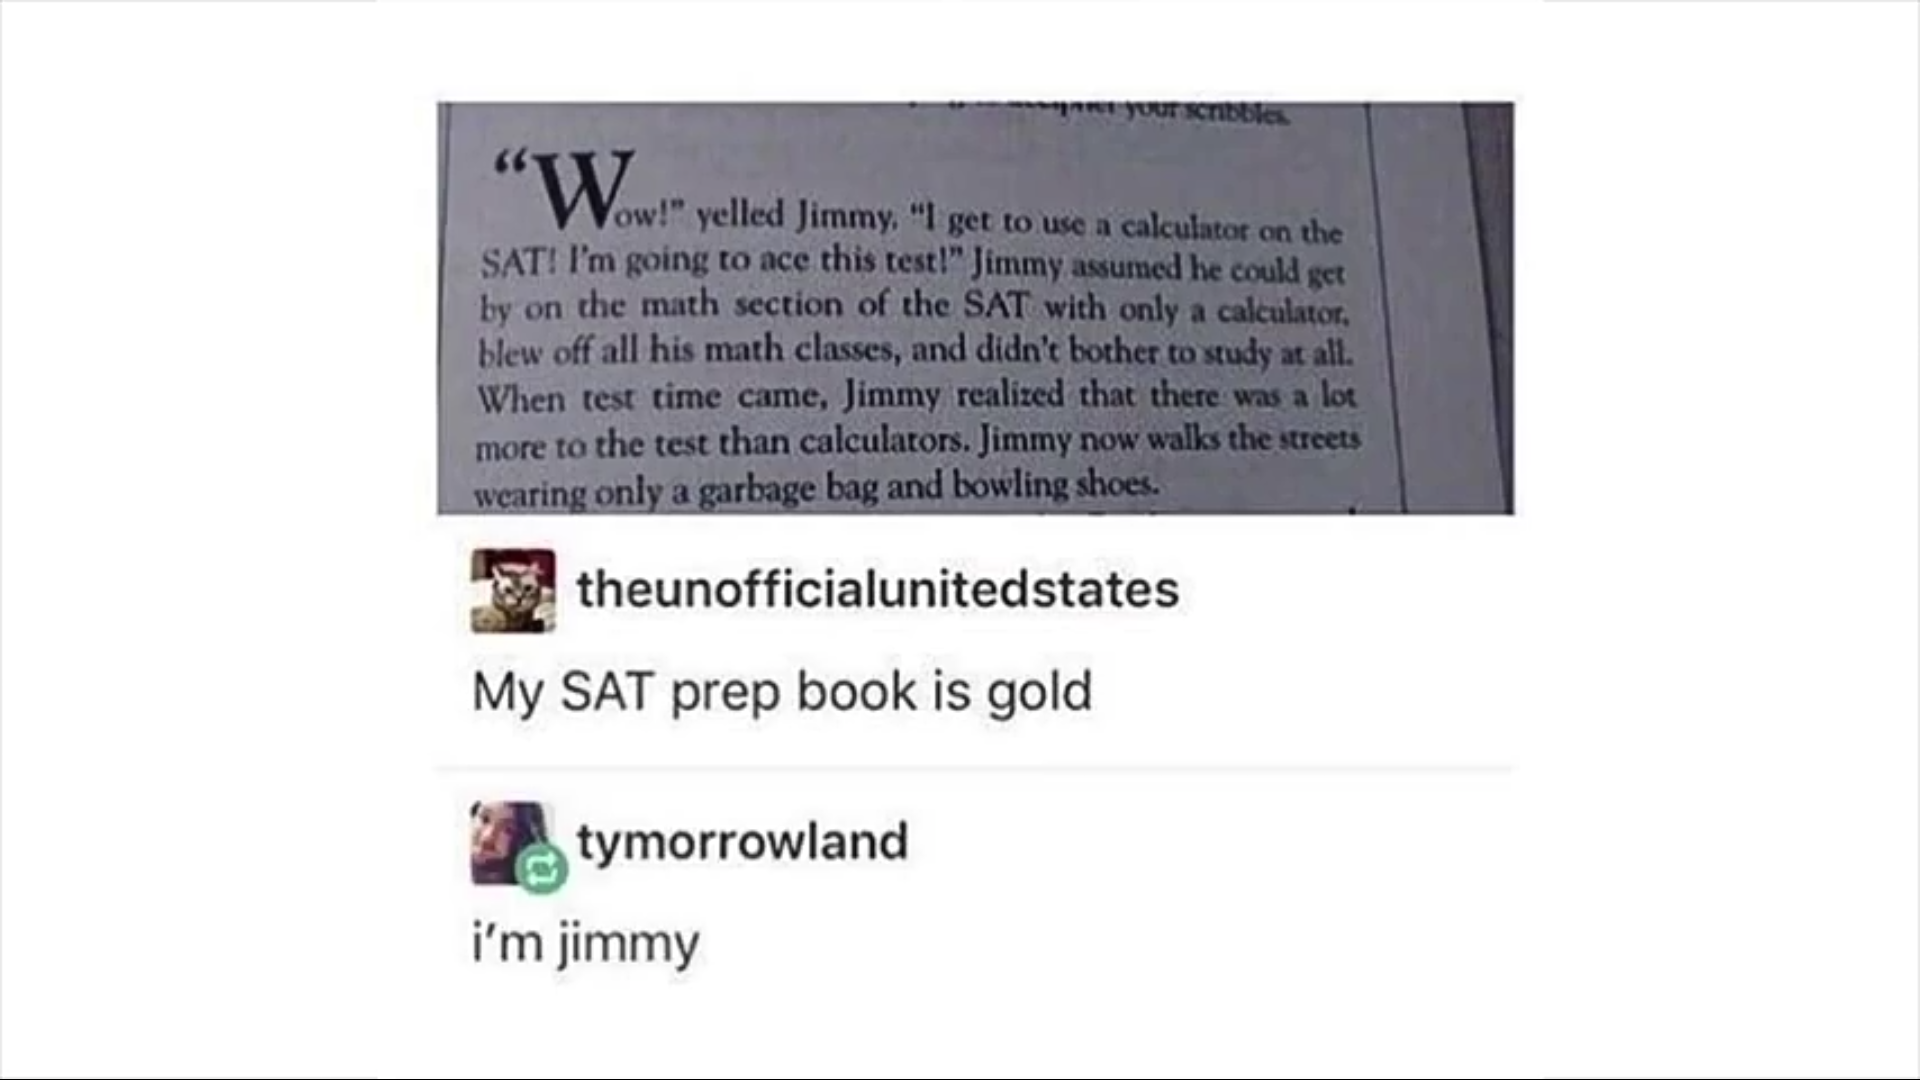 your scribbles.
“Wow!” yelled Jimmy. “I get to use a calculator on the
SAT! I'm going to ace this test!” Jimmy assumed he could get
by on the math section of the SAT with only a calculator,
blew off all his math classes, and didn't bother to study at all.
When test time came, Jimmy realized that there was a lot
more to the test than calculators. Jimmy now walks the streets
wearing only a garbage bag and bowling shoes.
theunofficialunitedstates
My SAT prep book is gold
tymorrowland
i’m jimmy